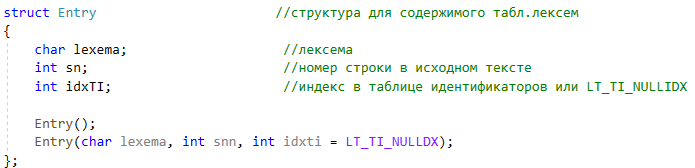 struct Entry //структура для содержимого табл.лексем
{
char lexema; //лексема
int sn; //номер строки в исходном тексте
int idxTI; //индекс в таблице идентификаторов или LT_TI_NULLIDX
Entry();
Entry(char lexema, int snn, int idxti = LT_TI_NULLDX);
};